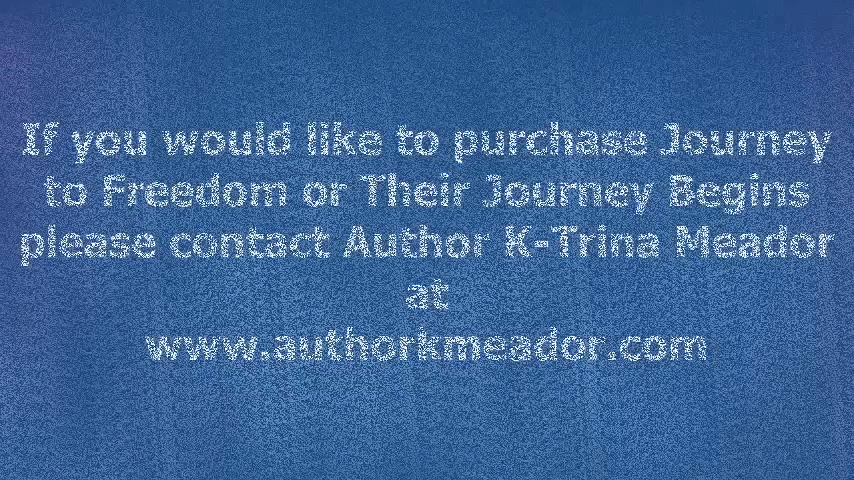 If you would like to purchase Journey
to Freedom or Their Journey Begins
please contact Author K-Trina Meador
at
www.authorkmeador.com